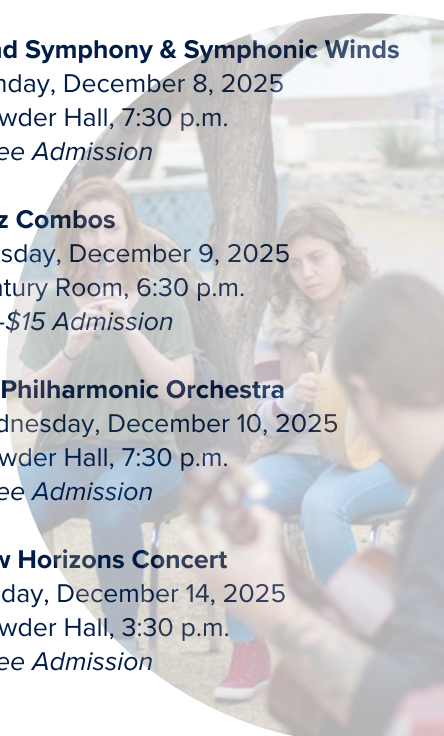 nd Symphony & Symphonic Winds
nday, December 8, 2025
wder Hall, 7:30 p.m.
ee Admission
z Combos
sday, December 9, 2025
ntury Room, 6:30 p.m.
-$15 Admission
Philharmonic Orchestra
dnesday, December 10, 2025
wder Hall, 7:30 p.m.
ee Admission
w Horizons Concert
day, December 14, 2025
wder Hall, 3:30 p.m.
ee Admission